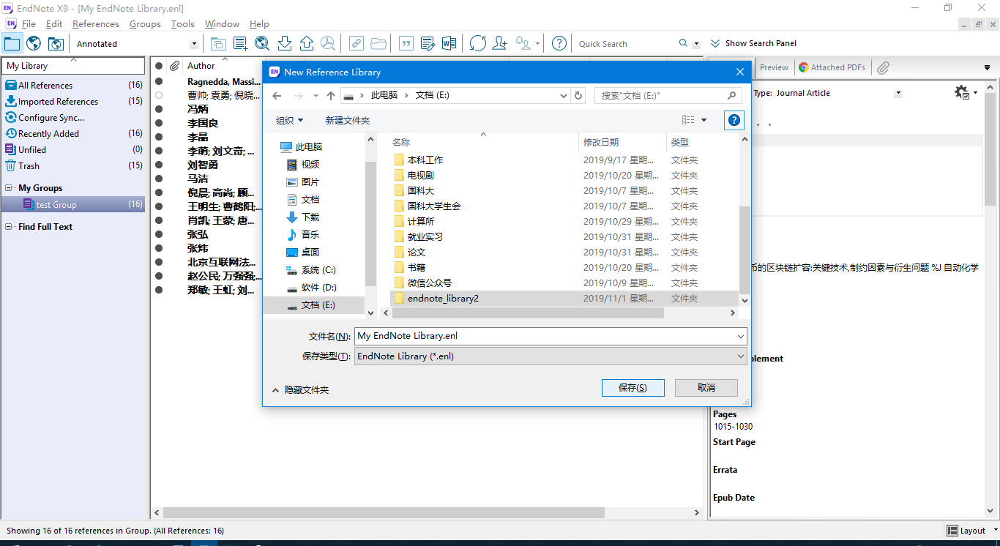 EndNote X9 - [My EndNote Library.enl]
File Edit References Groups Tools Window Help
Annotated
Quick Search
Show Search Panel
My Library
All References (16)
Imported References (15)
Configure Sync...
Recently Added (16)
Unfiled (0)
Trash (15)
My Groups
test Group (16)
Find Full Text
Author
Ragnedda, Massi...
曹帅; 袁勇; 倪晓...
冯炳
李国良
李晶
李萌; 刘文奇; ...
刘智勇
马洁
倪晨; 高尚; 顾...
王明生; 曹鹤阳;...
肖凯; 王蒙; 唐...
张弘
张炜
北京互联网法...
赵公民; 万强强;...
郑敏; 王虹; 刘...
New Reference Library
此电脑 文档 (E:)
搜索"文档 (E:)"
组织 新建文件夹
此电脑
视频
图片
文档
下载
音乐
桌面
系统 (C:)
软件 (D:)
文档 (E:)
名称 修改日期 类型
本科工作 2019/9/17 星期... 文件夹
电视剧 2019/10/20 星期... 文件夹
国科大 2019/10/7 星期... 文件夹
国科大学生会 2019/10/7 星期... 文件夹
计算所 2019/10/29 星期... 文件夹
就业实习 2019/10/31 星期... 文件夹
论文 2019/10/31 星期... 文件夹
书籍 2019/10/20 星期... 文件夹
微信公众号 2019/10/9 星期... 文件夹
endnote_library2 2019/11/1 星期... 文件夹
文件名(N): My EndNote Library.enl
保存类型(T): EndNote Library (*.enl)
隐藏文件夹
保存(S) 取消
Preview Attached PDFs
Type: Journal Article
币的区块链扩容:关键技术,制约因素与衍生问题 %J 自动化学
lement
Pages
1015-1030
Start Page
Errata
Epub Date
Showing 16 of 16 references in Group. (All References: 16)
Layout